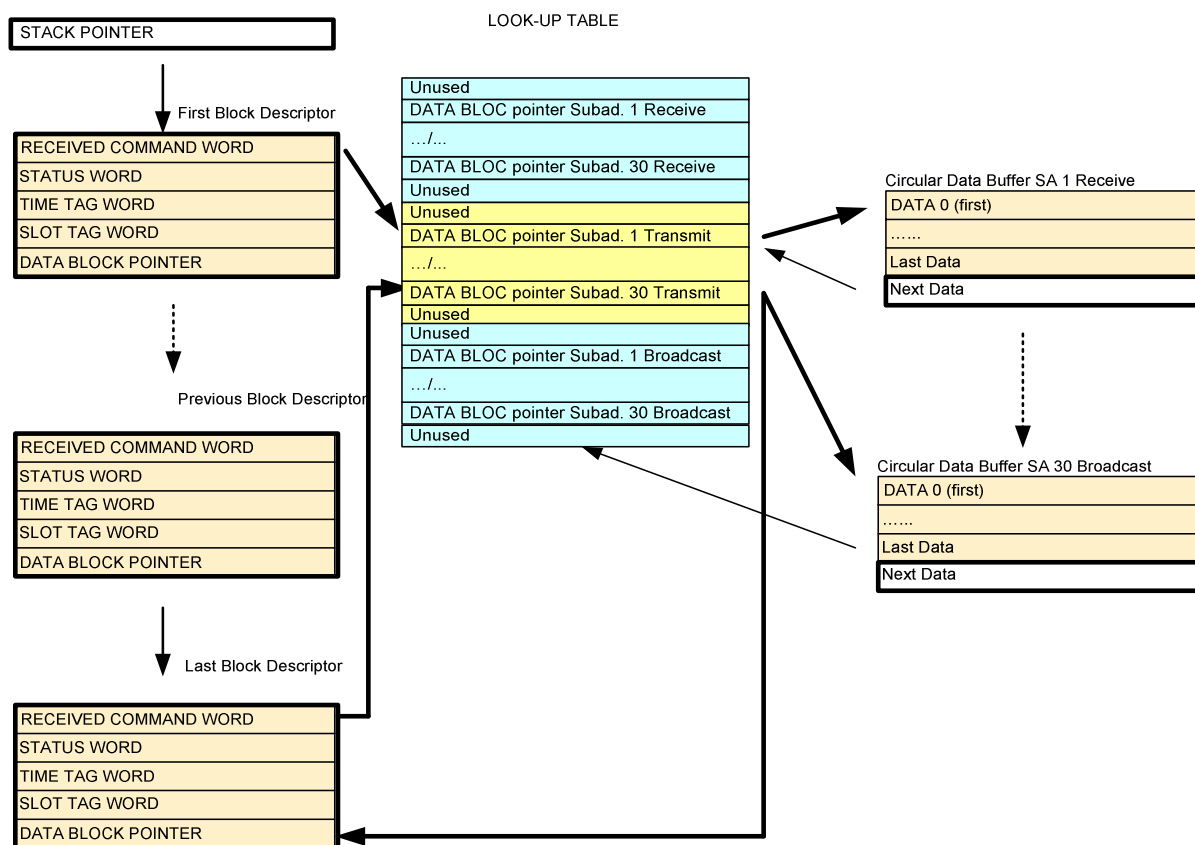 STACK POINTER
First Block Descriptor
RECEIVED COMMAND WORD
STATUS WORD
TIME TAG WORD
SLOT TAG WORD
DATA BLOCK POINTER
Previous Block Descriptor
RECEIVED COMMAND WORD
STATUS WORD
TIME TAG WORD
SLOT TAG WORD
DATA BLOCK POINTER
Last Block Descriptor
RECEIVED COMMAND WORD
STATUS WORD
TIME TAG WORD
SLOT TAG WORD
DATA BLOCK POINTER
LOOK-UP TABLE
Unused
DATA BLOC pointer Subad. 1 Receive
…/...
DATA BLOC pointer Subad. 30 Receive
Unused
Unused
DATA BLOC pointer Subad. 1 Transmit
…/...
DATA BLOC pointer Subad. 30 Transmit
Unused
Unused
DATA BLOC pointer Subad. 1 Broadcast
…/...
DATA BLOC pointer Subad. 30 Broadcast
Unused
Circular Data Buffer SA 1 Receive
DATA 0 (first)
……
Last Data
Next Data
Circular Data Buffer SA 30 Broadcast
DATA 0 (first)
……
Last Data
Next Data